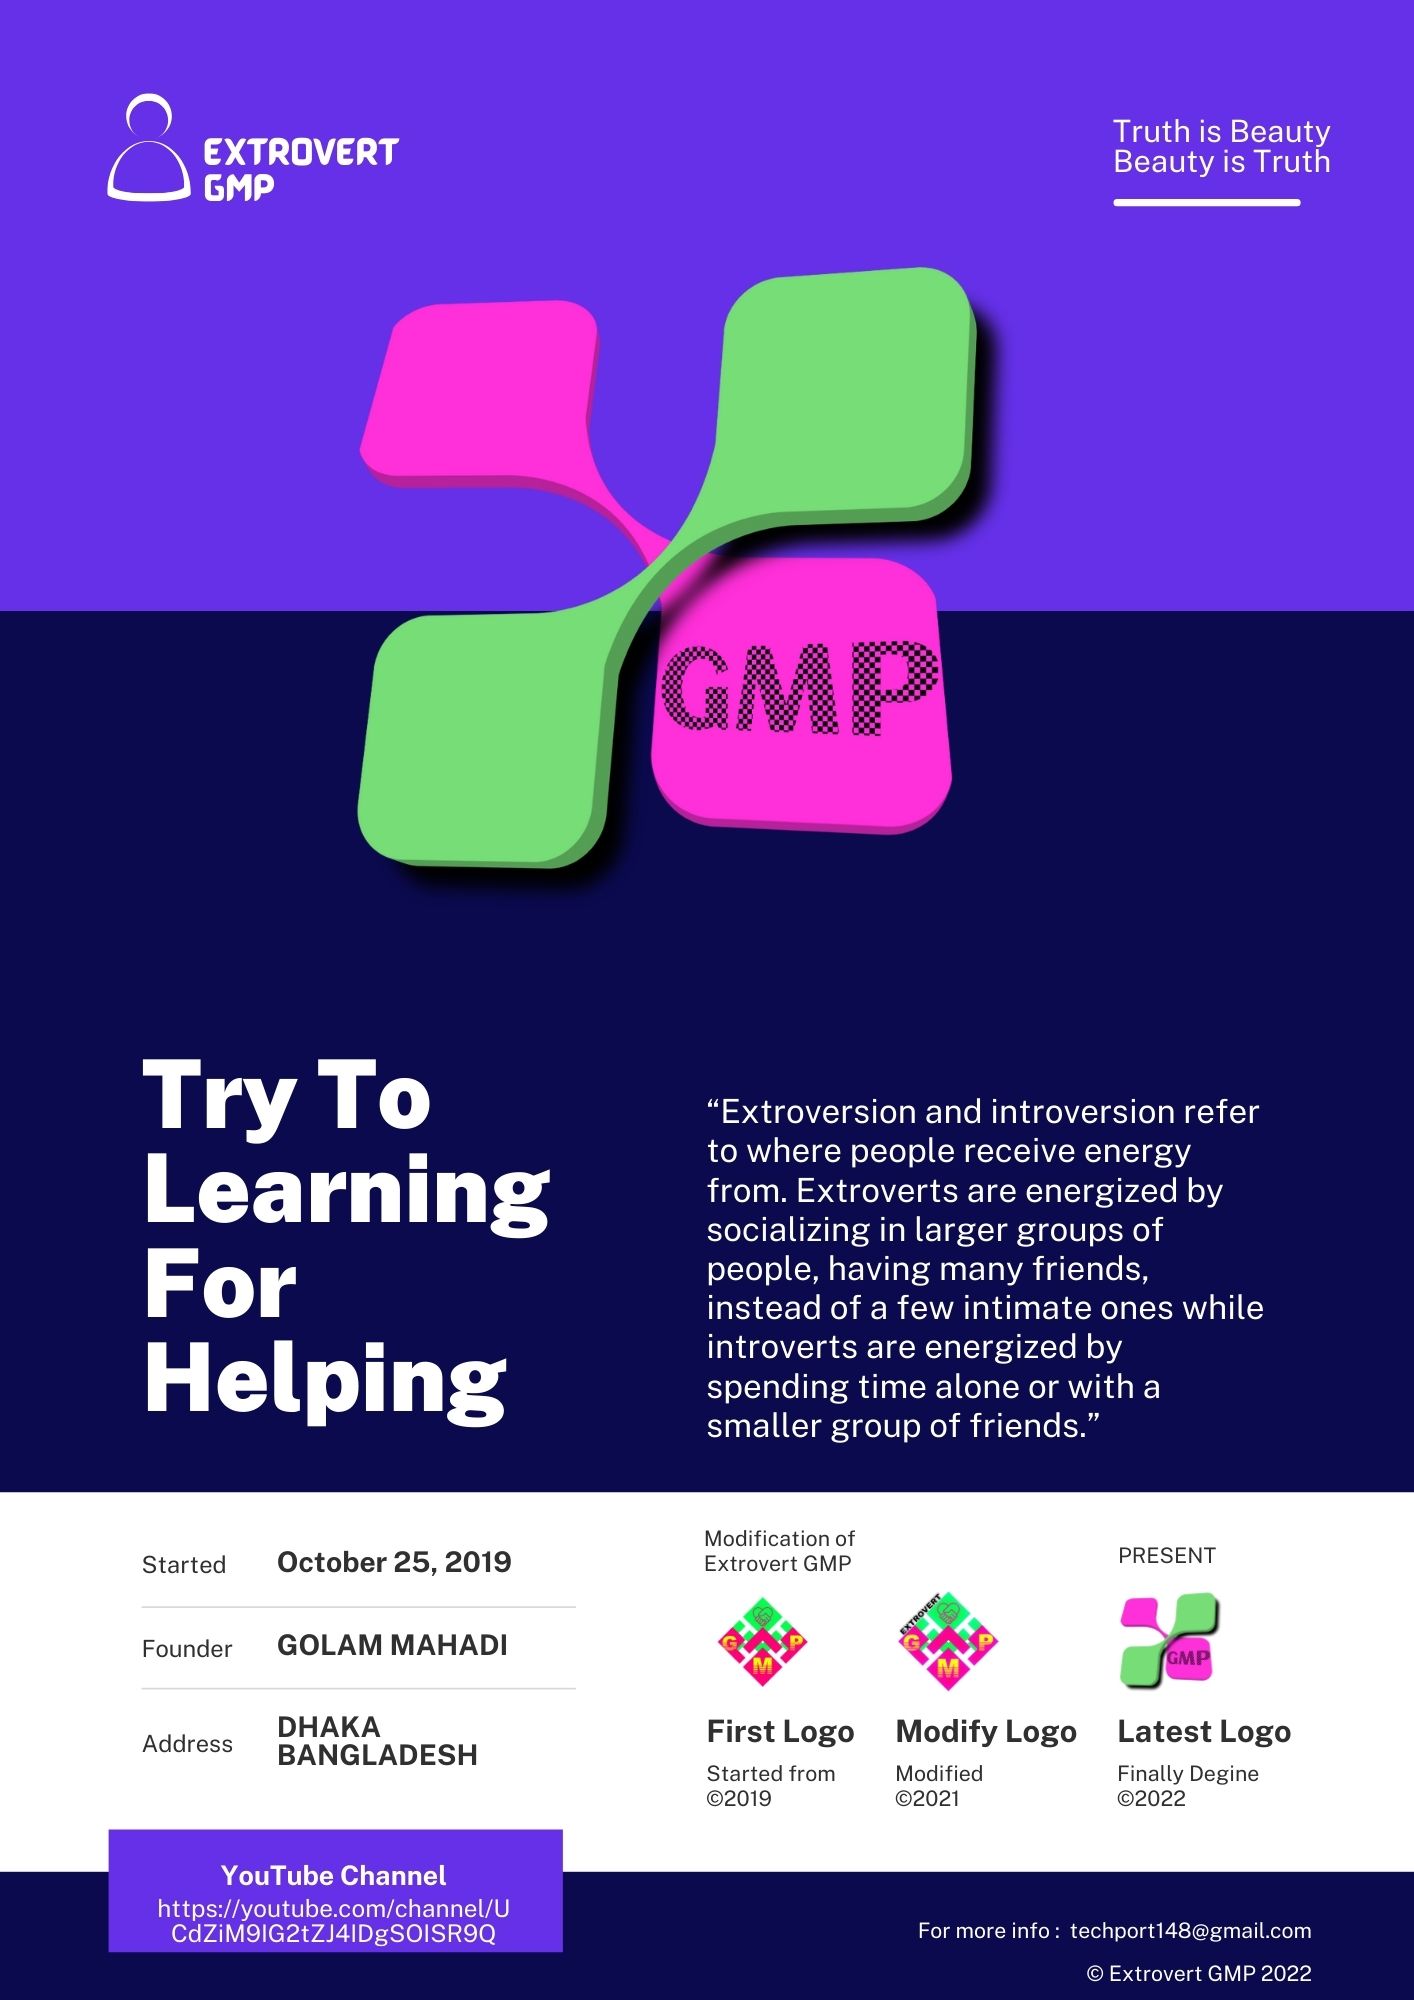 EXTROVERT
GMP
Truth is Beauty
Beauty is Truth
GMP
Try To
Learning
For
Helping
“Extroversion and introversion refer
to where people receive energy
from. Extroverts are energized by
socializing in larger groups of
people, having many friends,
instead of a few intimate ones while
introverts are energized by
spending time alone or with a
smaller group of friends.”
Started October 25, 2019
Founder GOLAM MAHADI
Address DHAKA
BANGLADESH
Modification of
Extrovert GMP
PRESENT
G M P
EXTROVERT
G M P
GMP
First Logo
Started from
©2019
Modify Logo
Modified
©2021
Latest Logo
Finally Degine
©2022
YouTube Channel
https://youtube.com/channel/U
CdZiM9IG2tZJ4IDgSOISR9Q
For more info : techport148@gmail.com
© Extrovert GMP 2022